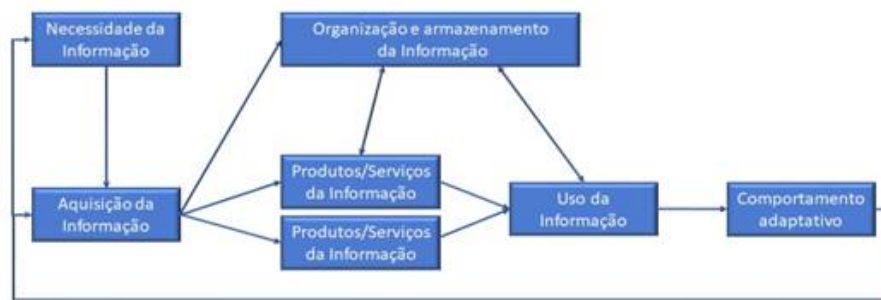 Necessidade da
Informação
Organização e armazenamento
da Informação
Aquisição da
Informação
Produtos/Serviços
da Informação
Produtos/Serviços
da Informação
Uso da
Informação
Comportamento
adaptativo